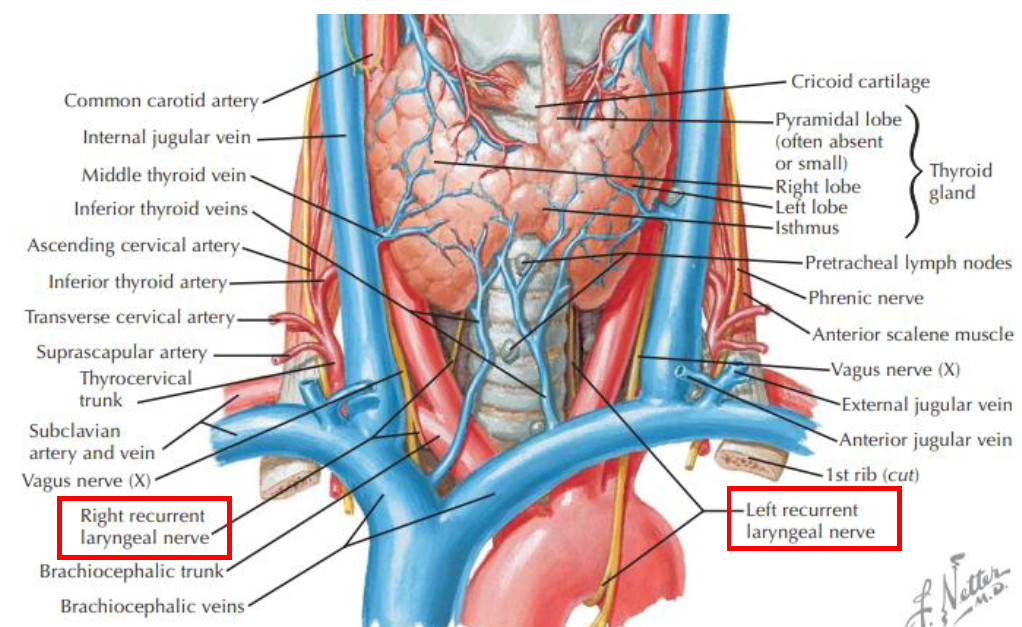 Common carotid artery
Internal jugular vein
Middle thyroid vein
Inferior thyroid veins
Ascending cervical artery
Inferior thyroid artery
Transverse cervical artery
Suprascapular artery
Thyrocervical
trunk
Subclavian
artery and vein
Vagus nerve (X)
Right recurrent
laryngeal nerve
Brachiocephalic trunk
Brachiocephalic veins
Cricoid cartilage
Pyramidal lobe
(often absent
or small)
Right lobe
Left lobe
Isthmus
Thyroid
gland
Pretracheal lymph nodes
Phrenic nerve
Anterior scalene muscle
Vagus nerve (X)
External jugular vein
Anterior jugular vein
1st rib (cut)
Left recurrent
laryngeal nerve
F. Netter
M.D.